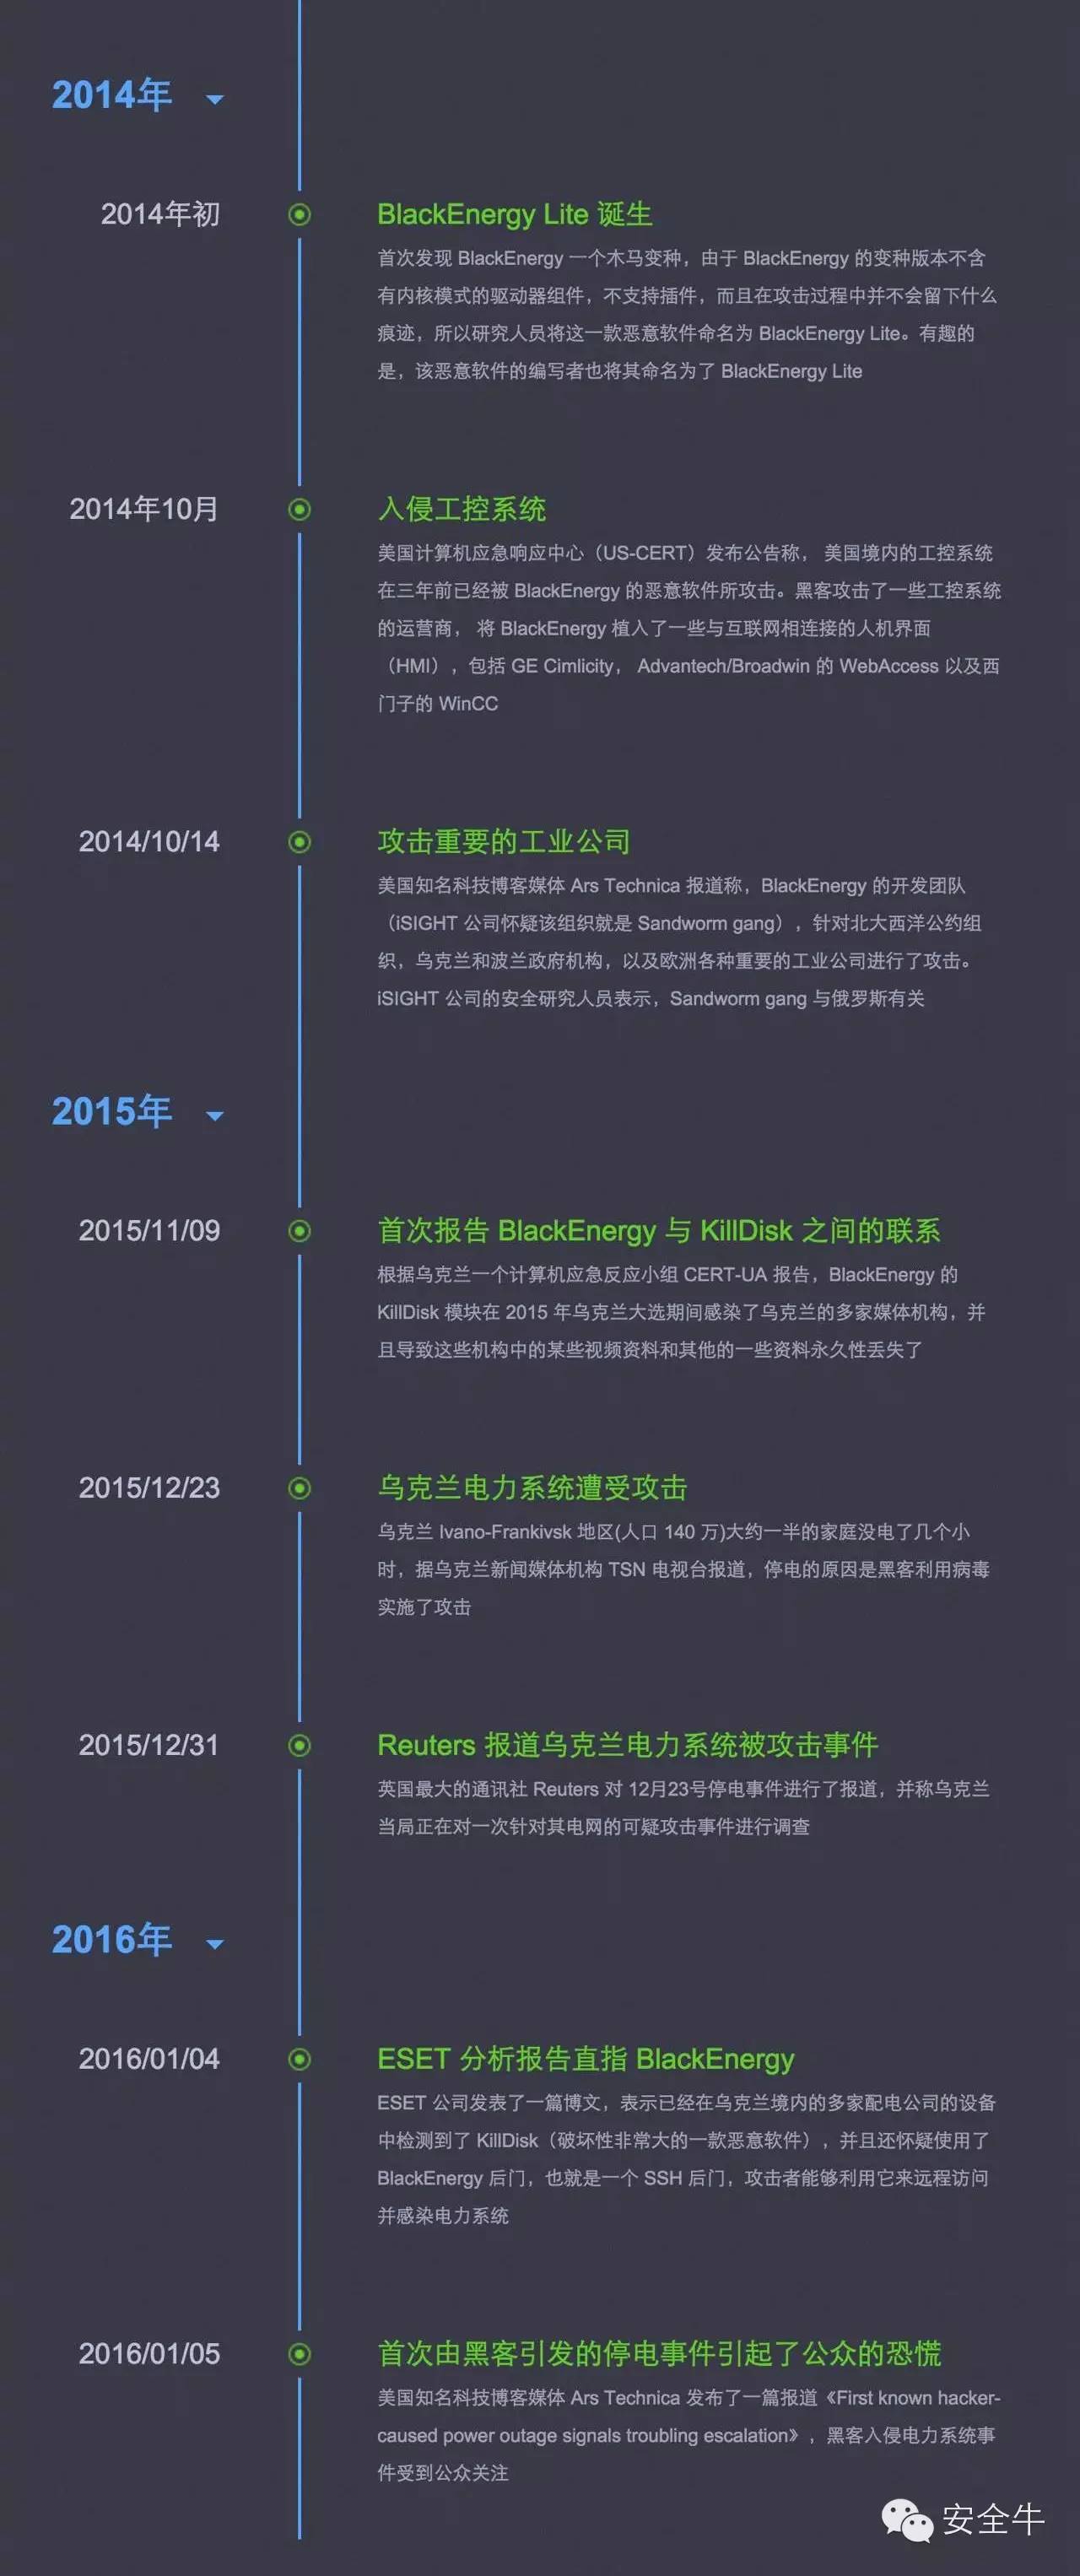 2014年
2014年初
BlackEnergy Lite 诞生
首次发现 BlackEnergy 一个木马变种，由于 BlackEnergy 的变种版本不含
有内核模式的驱动器组件，不支持插件，而且在攻击过程中并不会留下什么
痕迹，所以研究人员将这一款恶意软件命名为 BlackEnergy Lite。有趣的
是，该恶意软件的编写者也将其命名为了 BlackEnergy Lite
2014年10月
入侵工控系统
美国计算机应急响应中心（US-CERT）发布公告称， 美国境内的工控系统
在三年前已经被 BlackEnergy 的恶意软件所攻击。黑客攻击了一些工控系统
的运营商， 将 BlackEnergy 植入了一些与互联网相连接的人机界面
（HMI），包括 GE Cimlicity， Advantech/Broadwin 的 WebAccess 以及西
门子的 WinCC
2014/10/14
攻击重要的工业公司
美国知名科技博客媒体 Ars Technica 报道称，BlackEnergy 的开发团队
（iSIGHT 公司怀疑该组织就是 Sandworm gang），针对北大西洋公约组
织，乌克兰和波兰政府机构，以及欧洲各种重要的工业公司进行了攻击。
iSIGHT 公司的安全研究人员表示，Sandworm gang 与俄罗斯有关
2015年
2015/11/09
首次报告 BlackEnergy 与 KillDisk 之间的联系
根据乌克兰一个计算机应急反应小组 CERT-UA 报告，BlackEnergy 的
KillDisk 模块在 2015 年乌克兰大选期间感染了乌克兰的多家媒体机构，并
且导致这些机构中的某些视频资料和其他的一些资料永久性丢失了
2015/12/23
乌克兰电力系统遭受攻击
乌克兰 Ivano-Frankivsk 地区(人口 140 万)大约一半的家庭没电了几个小
时，据乌克兰新闻媒体机构 TSN 电视台报道，停电的原因是黑客利用病毒
实施了攻击
2015/12/31
Reuters 报道乌克兰电力系统被攻击事件
英国最大的通讯社 Reuters 对 12月23号停电事件进行了报道，并称乌克兰
当局正在对一次针对其电网的可疑攻击事件进行调查
2016年
2016/01/04
ESET 分析报告直指 BlackEnergy
ESET 公司发表了一篇博文，表示已经在乌克兰境内的多家配电公司的设备
中检测到了 KillDisk（破坏性非常大的一款恶意软件），并且还怀疑使用了
BlackEnergy 后门，也就是一个 SSH 后门，攻击者能够利用它来远程访问
并感染电力系统
2016/01/05
首次由黑客引发的停电事件引起了公众的恐慌
美国知名科技博客媒体 Ars Technica 发布了一篇报道《First known hacker-
caused power outage signals troubling escalation》，黑客入侵电力系统事
件受到公众关注
安全牛